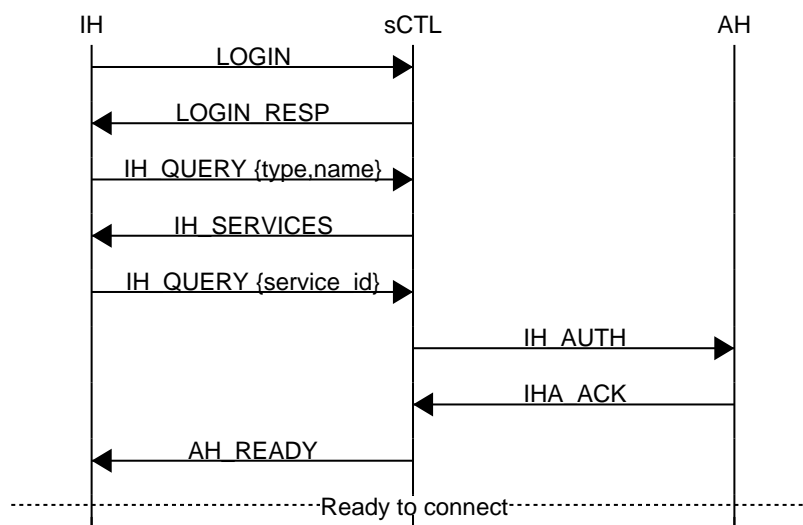 IH sCTL AH
LOGIN
LOGIN_RESP
IH_QUERY {type,name}
IH_SERVICES
IH_QUERY {service_id}
IH_AUTH
IHA_ACK
AH_READY
Ready to connect